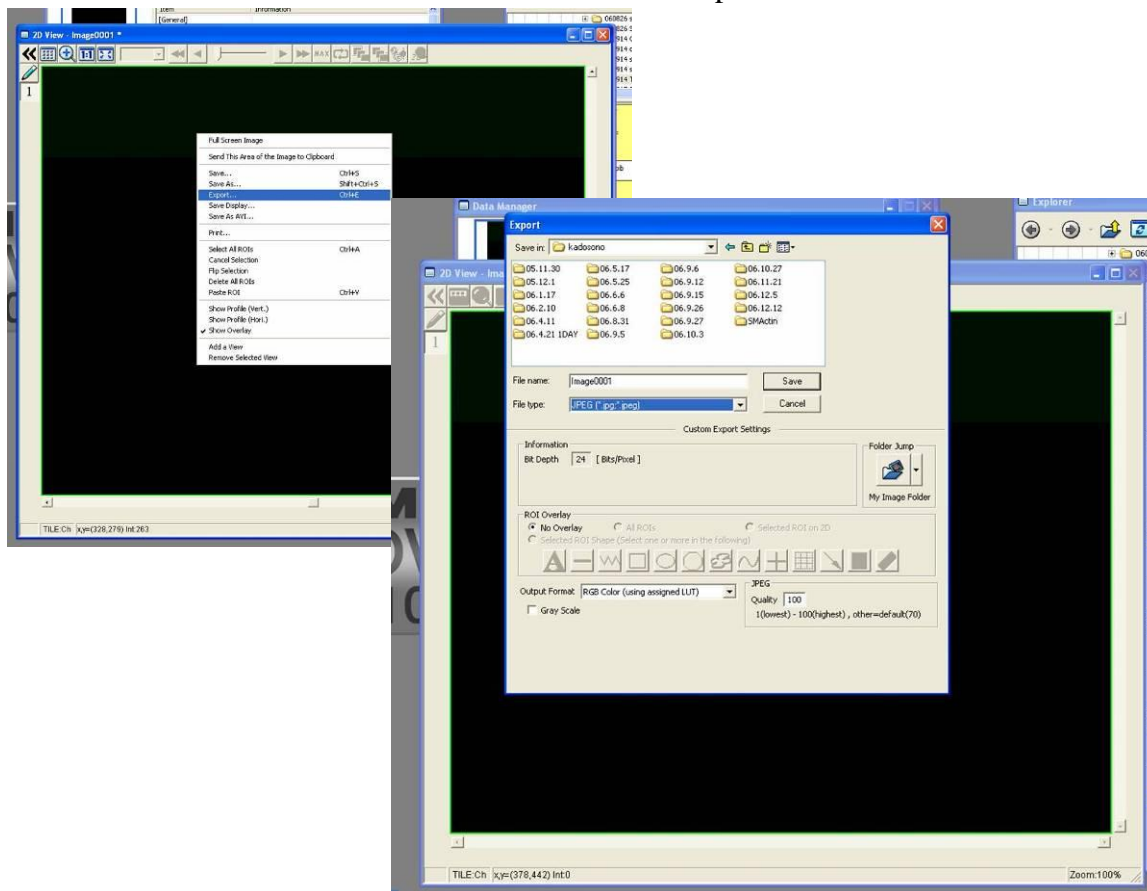 Item Information
[General]
2D View - Image0001 *
1:1
MAX
1
Full Screen Image
Send This Area of the Image to Clipboard
Save... Ctrl+S
Save As... Shift+Ctrl+S
Export... Ctrl+E
Save Display...
Save As AVI...
Print...
Select All ROIs Ctrl+A
Cancel Selection
Flip Selection
Delete All ROIs
Paste ROI Ctrl+V
Show Profile (Vert.)
Show Profile (Hori.)
Show Overlay
Add a View
Remove Selected View
TILE:Ch x,y=(328,279) Int:263
Data Manager
Explorer
2D View - Ima
1
Export
Save in: kadosono
05.11.30 06.5.17 06.9.6 06.10.27
05.12.1 06.5.25 06.9.12 06.11.21
06.1.17 06.6.6 06.9.15 06.12.5
06.2.10 06.6.8 06.9.26 06.12.12
06.4.11 06.8.31 06.9.27 SMActin
06.4.21 1DAY 06.9.5 06.10.3
File name: Image0001 Save
File type: JPEG (*.jpg;*.jpeg) Cancel
Custom Export Settings
Information
Bit Depth 24 [ Bits/Pixel ]
Folder Jump
My Image Folder
ROI Overlay
No Overlay All ROIs Selected ROI on 2D
Selected ROI Shape (Select one or more in the following)
A
Output Format RGB Color (using assigned LUT)
Gray Scale
JPEG
Quality 100
1(lowest) - 100(highest) , other=default(70)
TILE:Ch x,y=(378,442) Int:0 Zoom:100%